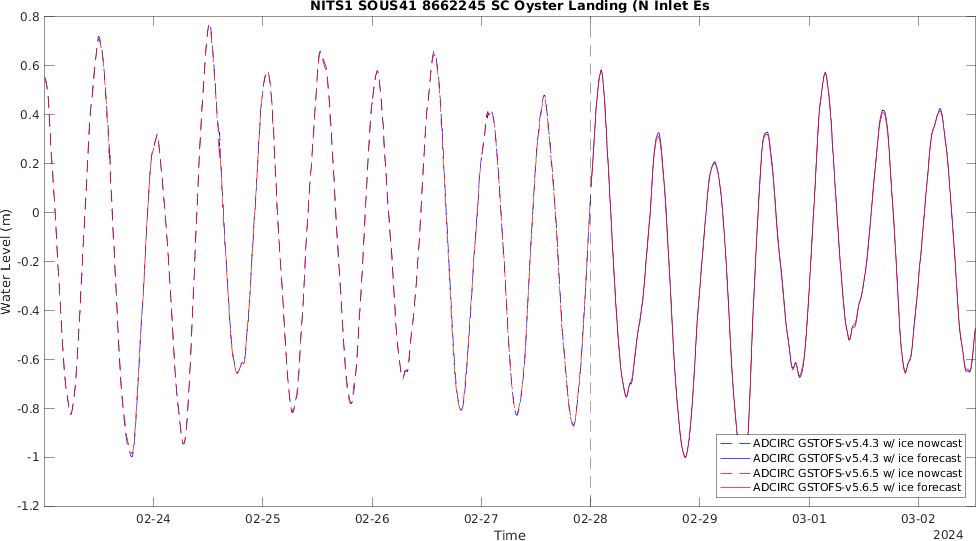 NITS1 SOUS41 8662245 SC Oyster Landing (N Inlet Es
0.8
0.6
0.4
0.2
0
-0.2
-0.4
-0.6
-0.8
-1
-1.2
Water Level (m)
ADCIRC GSTOFS-v5.4.3 w/ ice nowcast
ADCIRC GSTOFS-v5.4.3 w/ ice forecast
ADCIRC GSTOFS-v5.6.5 w/ ice nowcast
ADCIRC GSTOFS-v5.6.5 w/ ice forecast
02-24 02-25 02-26 02-27 02-28 02-29 03-01 03-02
Time
2024